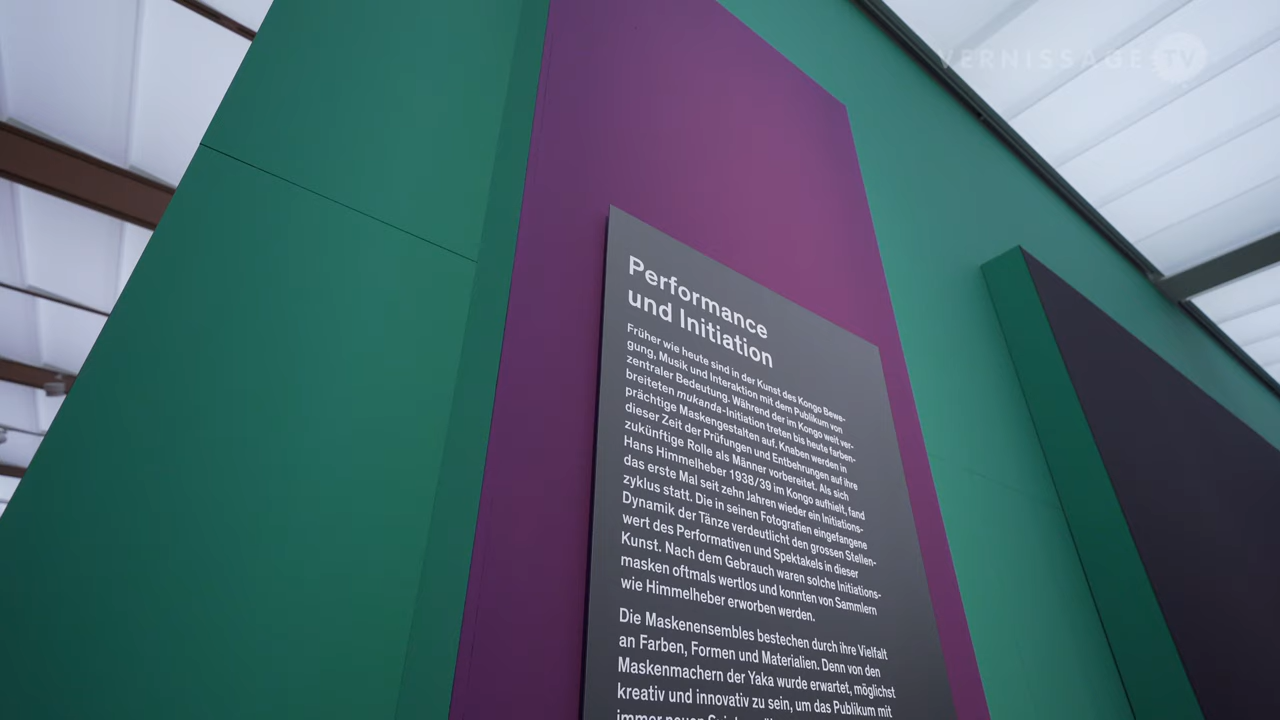 VERNISSAGE TV
Performance
und Initiation
Früher wie heute sind in der Kunst des Kongo Bewe-
gung, Musik und Interaktion mit dem Publikum von
zentraler Bedeutung. Während der im Kongo weit ver-
breiteten mukanda-Initiation treten bis heute farben-
prächtige Maskengestalten auf. Knaben werden in
dieser Zeit der Prüfungen und Entbehrungen auf ihre
zukünftige Rolle als Männer vorbereitet. Als sich
Hans Himmelheber 1938/39 im Kongo aufhielt, fand
das erste Mal seit zehn Jahren wieder ein Initiations-
zyklus statt. Die in seinen Fotografien eingefangene
Dynamik der Tänze verdeutlicht den grossen Stellen-
wert des Performativen und Spektakels in dieser
Kunst. Nach dem Gebrauch waren solche Initiations-
masken oftmals wertlos und konnten von Sammlern
wie Himmelheber erworben werden.
Die Maskenensembles bestechen durch ihre Vielfalt
an Farben, Formen und Materialien. Denn von den
Maskenmachern der Yaka wurde erwartet, möglichst
kreativ und innovativ zu sein, um das Publikum mit
immer neuen